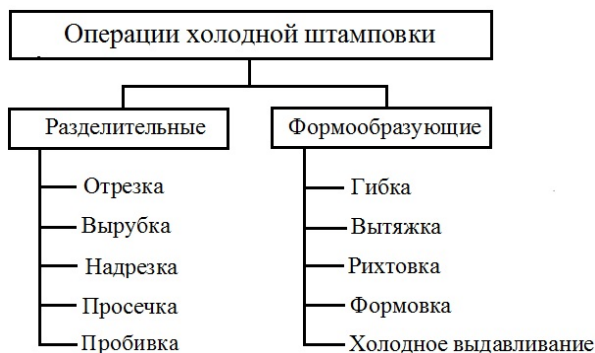 Операции холодной штамповки
Разделительные
Отрезка
Вырубка
Надрезка
Просечка
Пробивка
Формообразующие
Гибка
Вытяжка
Рихтовка
Формовка
Холодное выдавливание